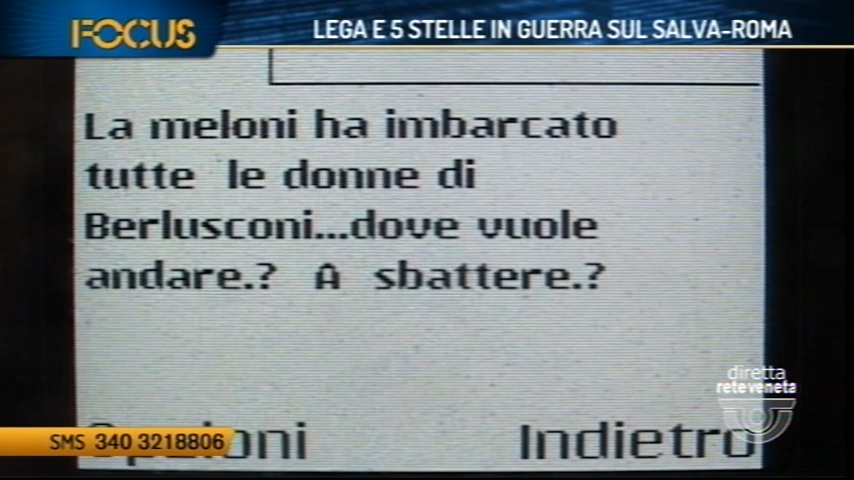 FOCUS
LEGA E 5 STELLE IN GUERRA SUL SALVA-ROMA
La meloni ha imbarcato
tutte le donne di
Berlusconi...dove vuole
andare.? A sbattere.?
diretta
reteveneta
SMS 340 3218806
Opzioni
Indietro